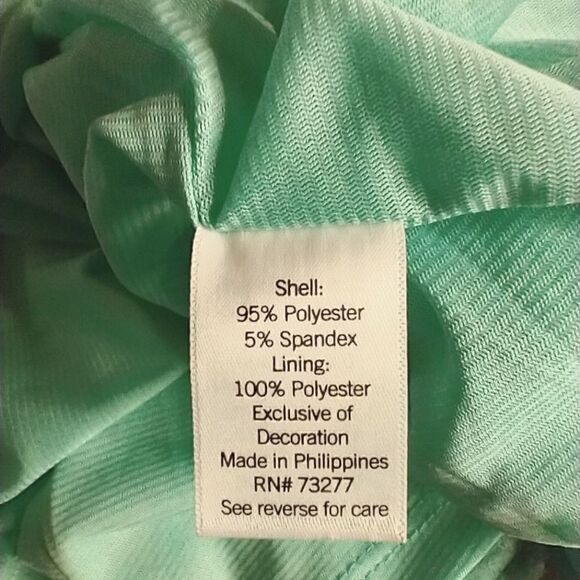 Shell:
95% Polyester
5% Spandex
Lining:
100% Polyester
Exclusive of
Decoration
Made in Philippines
RN# 73277
See reverse for care